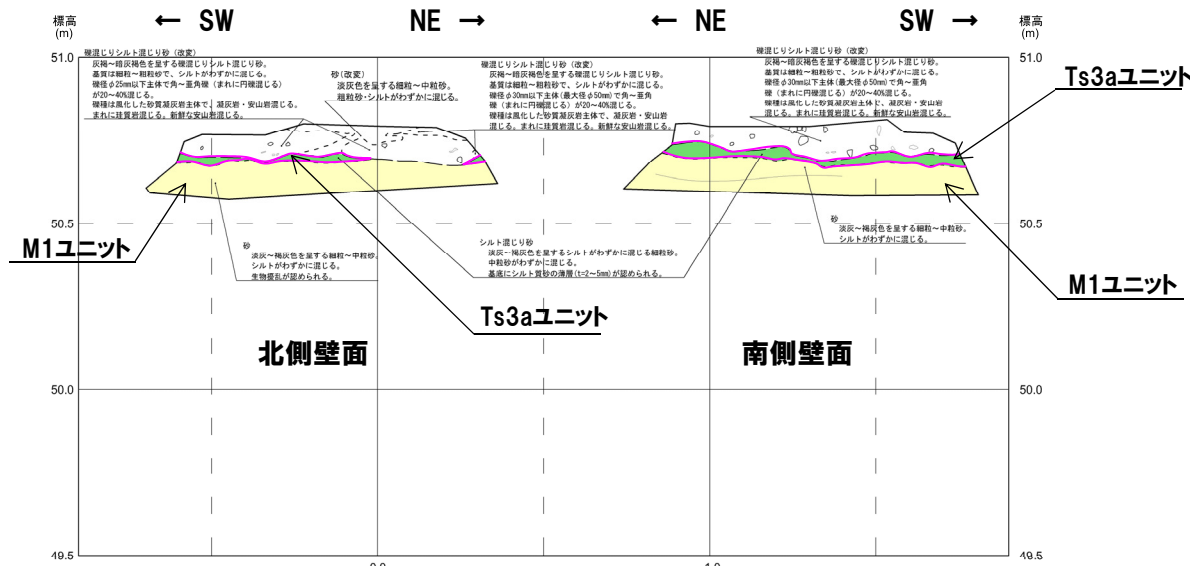 標高
(m)
← SW
NE →
← NE
SW →
標高
(m)
51.0
51.0
礫混じりシルト混じり砂(改変)
灰褐~暗灰褐色を呈する礫混じりシルト混じり砂。
基質は細粒~粗粒砂で、シルトがわずかに混じる。
礫径φ25mm以下主体で角~亜角礫(まれに円礫混じる)
が20~40%混じる。
礫種は風化した砂質凝灰岩主体で、凝灰岩・安山岩混じる。
まれに珪質岩混じる。新鮮な安山岩混じる。
砂(改変)
淡灰色を呈する細粒~中粒砂。
粗粒砂・シルトがわずかに混じる。
礫混じりシルト混じり砂(改変)
灰褐~暗灰褐色を呈する礫混じりシルト混じり砂。
基質は細粒~粗粒砂で、シルトがわずかに混じる。
礫径φ30mm以下主体(最大径φ50mm)で角~亜角
礫(まれに円礫混じる)が20~40%混じる。
礫種は風化した砂質凝灰岩主体で、凝灰岩・安山岩
混じる。まれに珪質岩混じる。新鮮な安山岩混じる。
礫混じりシルト混じり砂(改変)
灰褐~暗灰褐色を呈する礫混じりシルト混じり砂。
基質は細粒~粗粒砂で、シルトがわずかに混じる。
礫径φ30mm以下主体(最大径φ50mm)で角~亜角
礫(まれに円礫混じる)が20~40%混じる。
礫種は風化した砂質凝灰岩主体で、凝灰岩・安山岩
混じる。まれに珪質岩混じる。新鮮な安山岩混じる。
Ts3aユニット
50.5
50.5
M1ユニット
砂
淡灰~褐灰色を呈する細粒~中粒砂。
シルトがわずかに混じる。
生物擾乱が認められる。
シルト混じり砂
淡灰~褐灰色を呈するシルトがわずかに混じる細粒砂。
中粒砂がわずかに混じる。
基底にシルト質砂の薄層(t=2~5mm)が認められる。
砂
淡灰~褐灰色を呈する細粒~中粒砂。
シルトがわずかに混じる。
M1ユニット
Ts3aユニット
北側壁面
南側壁面
50.0
50.0
49.5
49.5